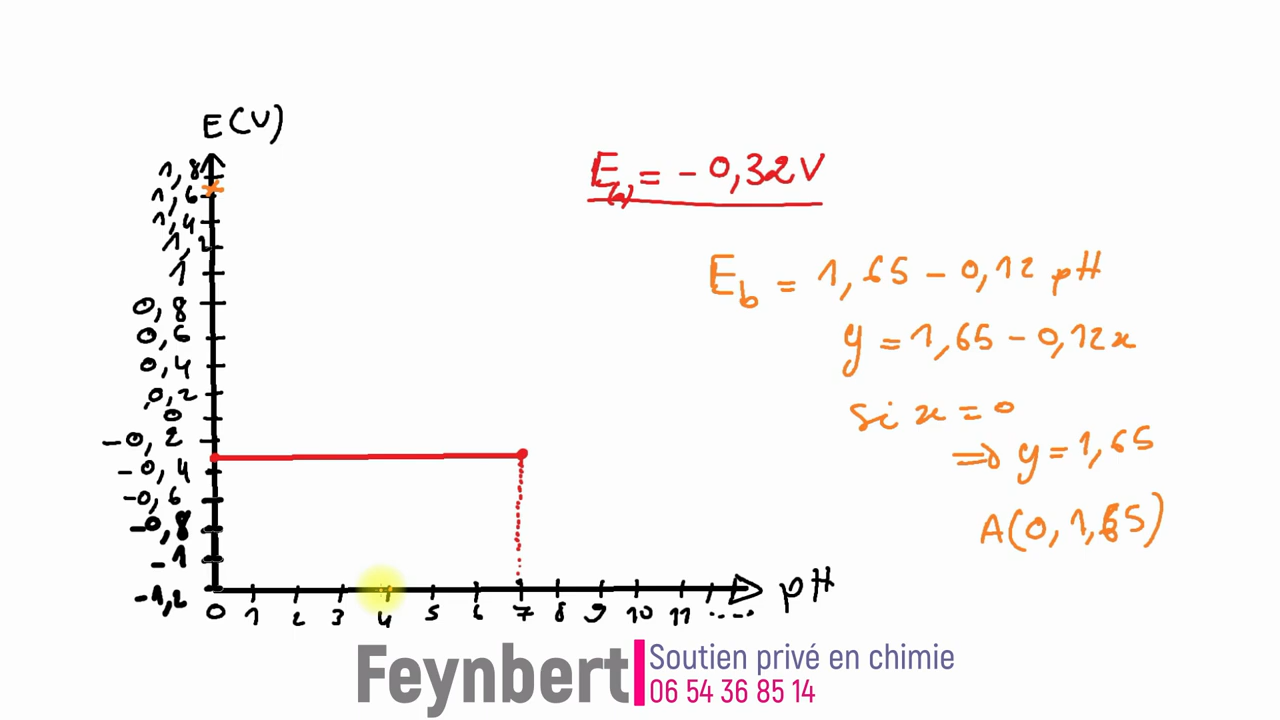 E(V)
1,8
1,6
1,4
1,2
1
0,8
0,6
0,4
0,2
0
-0,2
-0,4
-0,6
-0,8
-1
-1,2
0 1 2 3 4 5 6 7 8 9 10 11 ....
pH
E(a) = - 0,32V
Eb = 1,65 - 0,12 pH
y = 1,65 - 0,12x
si x = 0
⇒ y = 1,65
A(0, 1,65)
Feynbert
Soutien privé en chimie
06 54 36 85 14